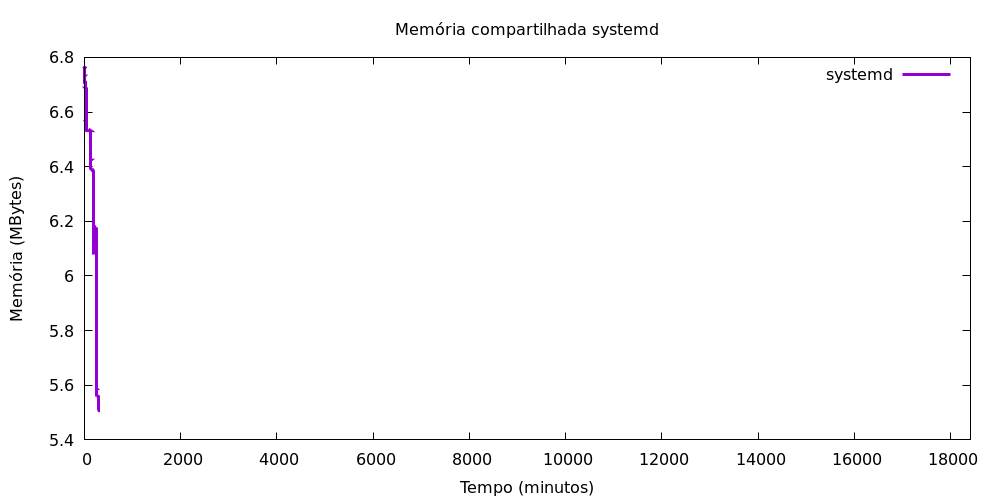 Memória compartilhada systemd
systemd
Memória (MBytes)
6.8
6.6
6.4
6.2
6
5.8
5.6
5.4
0 2000 4000 6000 8000 10000 12000 14000 16000 18000
Tempo (minutos)